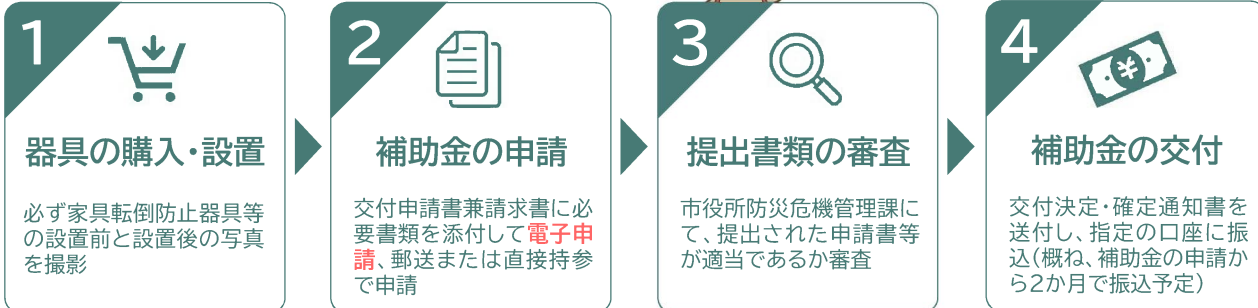 1
器具の購入・設置
必ず家具転倒防止器具等
の設置前と設置後の写真
を撮影
2
補助金の申請
交付申請書兼請求書に必
要書類を添付して電子申
請、郵送または直接持参
で申請
3
提出書類の審査
市役所防災危機管理課に
て、提出された申請書等
が適当であるか審査
4
¥
補助金の交付
交付決定・確定通知書を
送付し、指定の口座に振
込(概ね、補助金の申請か
ら2か月で振込予定)